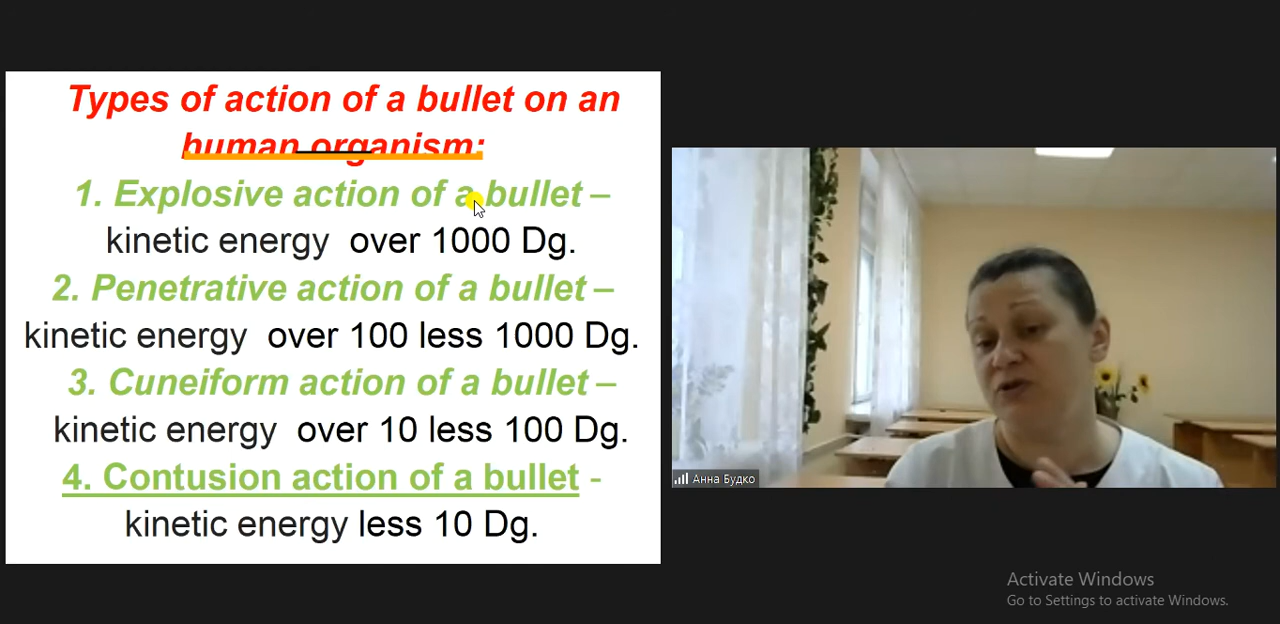 Types of action of a bullet on an
human organism:
1. Explosive action of a bullet –
kinetic energy over 1000 Dg.
2. Penetrative action of a bullet –
kinetic energy over 100 less 1000 Dg.
3. Cuneiform action of a bullet –
kinetic energy over 10 less 100 Dg.
4. Contusion action of a bullet -
kinetic energy less 10 Dg.
Анна Будко
Activate Windows
Go to Settings to activate Windows.